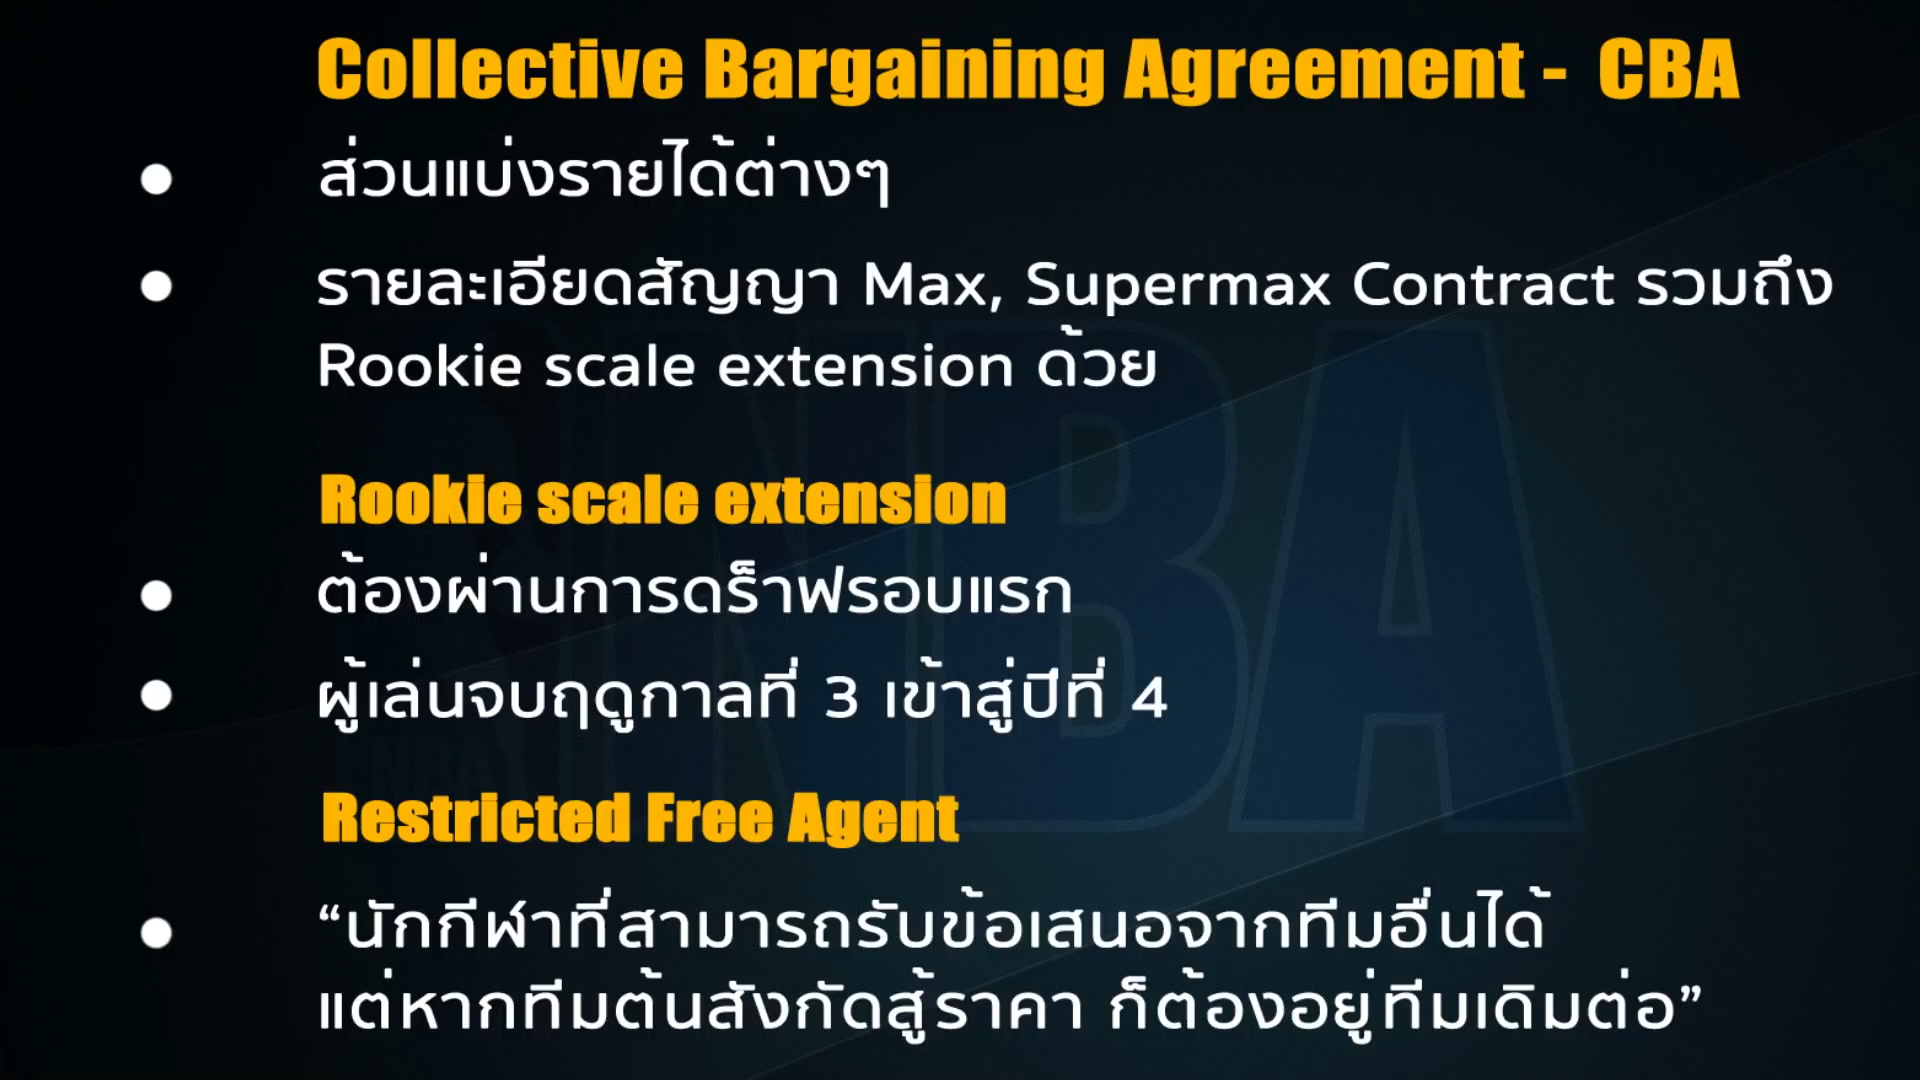 Collective Bargaining Agreement - CBA
● ส่วนแบ่งรายได้ต่างๆ
● รายละเอียดสัญญา Max, Supermax Contract รวมถึง
Rookie scale extension ด้วย
Rookie scale extension
● ต้องผ่านการดร็าฟรอบแรก
● ผู้เล่นจบฤดูกาลที่ 3 เข้าสู่ปีที่ 4
Restricted Free Agent
● “นักกีฬาที่สามารถรับข้อเสนอจากทีมอื่นได้
แต่หากทีมต้นสังกัดสู้ราคา ก็ต้องอยู่ทีมเดิมต่อ”
NBA
NBA